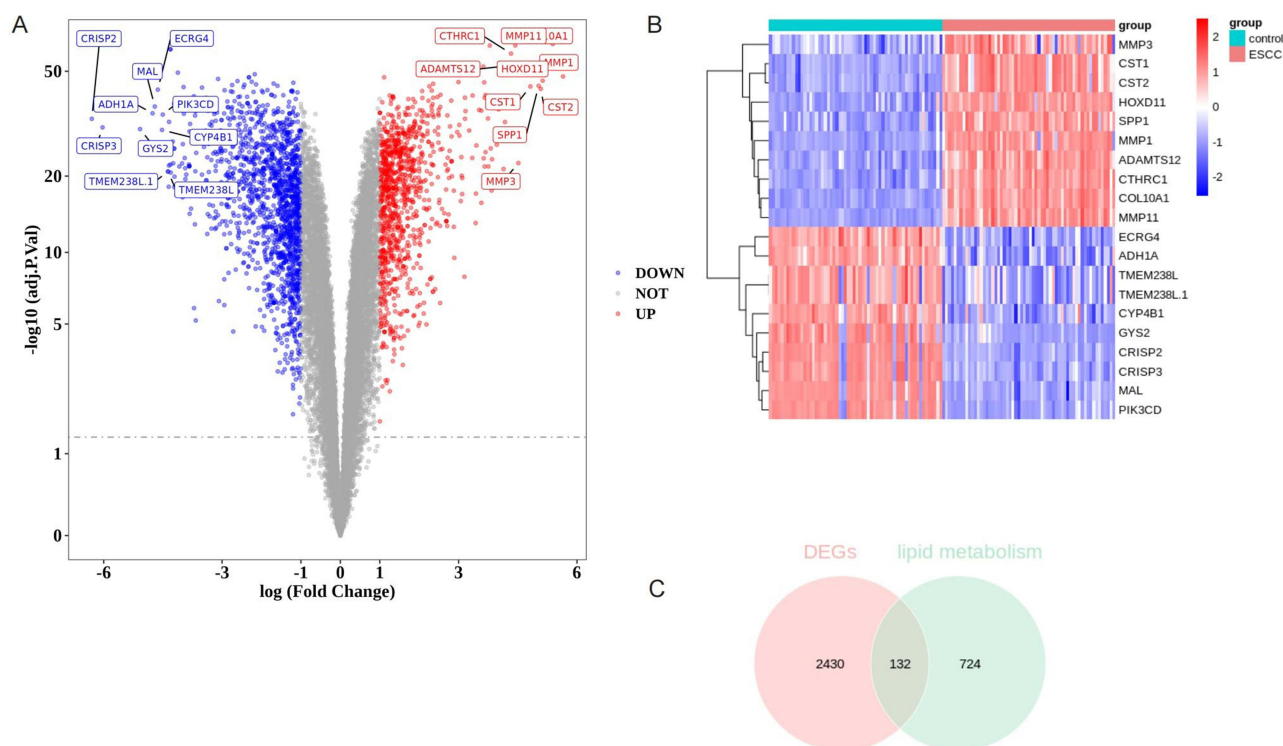 A
CRISP2
ECRG4
MAL
ADH1A
PIK3CD
CYP4B1
CRISP3
GYS2
TMEM238L.1
TMEM238L
CTHRC1
MMP11
0A1
ADAMTS12
HOXD11
MMP1
CST1
CST2
SPP1
MMP3
50
20
10
5
1
0
-log10 (adj.P.Val)
-6
-3
-1
0
1
3
6
log (Fold Change)
DOWN
NOT
UP
B
group
MMP3
CST1
CST2
HOXD11
SPP1
MMP1
ADAMTS12
CTHRC1
COL10A1
MMP11
ECRG4
ADH1A
TMEM238L
TMEM238L.1
CYP4B1
GYS2
CRISP2
CRISP3
MAL
PIK3CD
2
1
0
-1
-2
group
control
ESCC
C
DEGs
lipid metabolism
2430
132
724